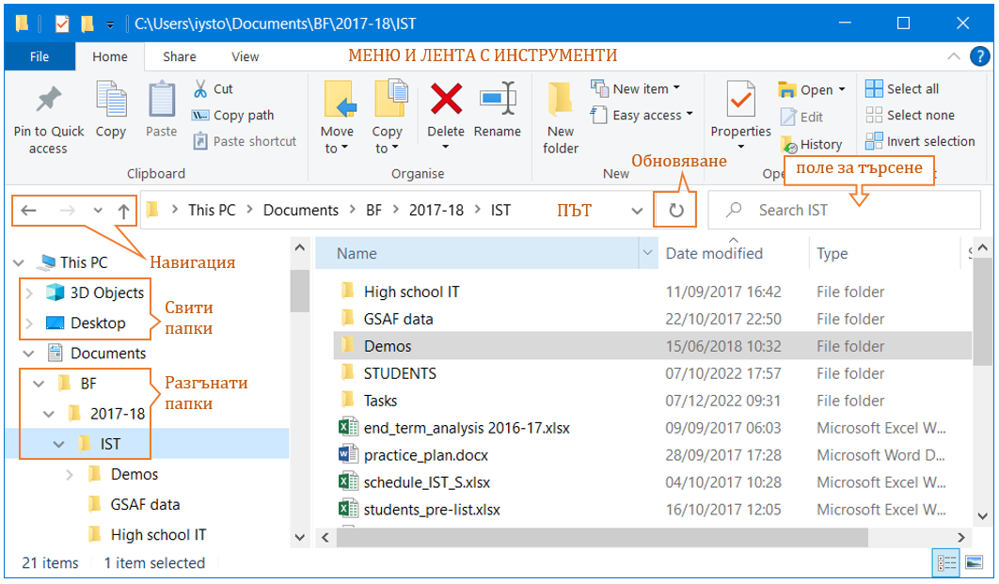 C:\Users\iysto\Documents\BF\2017-18\IST
File Home Share View МЕНЮ И ЛЕНТА С ИНСТРУМЕНТИ
Pin to Quick access
Copy
Paste
Cut
Copy path
Paste shortcut
Clipboard
Move to
Copy to
Delete
Rename
Organise
New folder
New item
Easy access
New
Properties
Open
Edit
History
Select all
Select none
Invert selection
Обновяване
поле за търсене
This PC Documents BF 2017-18 IST ПЪТ
Search IST
Навигация
This PC
3D Objects
Desktop
Свити
папки
Documents
BF
2017-18
IST
Разгънати
папки
Demos
GSAF data
High school IT
Name Date modified Type
High school IT 11/09/2017 16:42 File folder
GSAF data 22/10/2017 22:50 File folder
Demos 15/06/2018 10:32 File folder
STUDENTS 07/10/2022 17:57 File folder
Tasks 07/12/2022 09:31 File folder
end_term_analysis 2016-17.xlsx 09/09/2017 06:03 Microsoft Excel W...
practice_plan.docx 28/09/2017 17:28 Microsoft Word D...
schedule_IST_S.xlsx 04/10/2017 10:28 Microsoft Excel W...
students_pre-list.xlsx 16/10/2017 12:05 Microsoft Excel W...
21 items 1 item selected